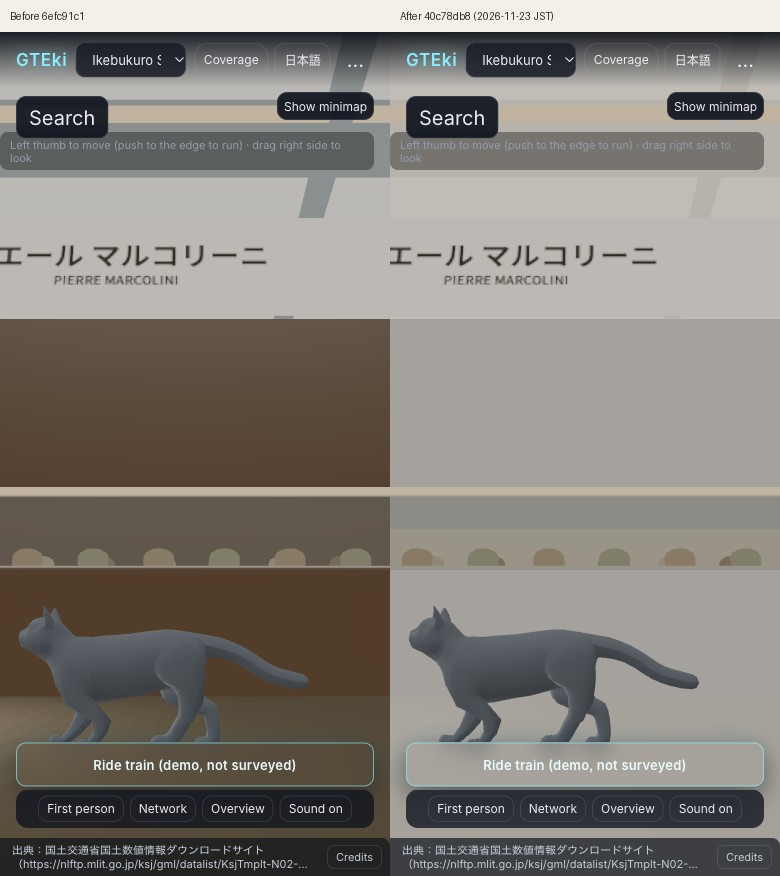 Before 6efc91c1
GTEki
Ikebukuro S
Coverage
日本語
...
Search
Show minimap
Left thumb to move (push to the edge to run) · drag right side to
look
エール マルコリーニ
PIERRE MARCOLINI
Ride train (demo, not surveyed)
First person
Network
Overview
Sound on
出典：国土交通省国土数値情報ダウンロードサイト
（https://nlftp.mlit.go.jp/ksj/gml/datalist/KsjTmplt-N02-...
Credits
After 40c78db8 (2026-11-23 JST)
GTEki
Ikebukuro S
Coverage
日本語
...
Search
Show minimap
Left thumb to move (push to the edge to run) · drag right side to
look
エール マルコリーニ
PIERRE MARCOLINI
Ride train (demo, not surveyed)
First person
Network
Overview
Sound on
出典：国土交通省国土数値情報ダウンロードサイト
（https://nlftp.mlit.go.jp/ksj/gml/datalist/KsjTmplt-N02-...
Credits